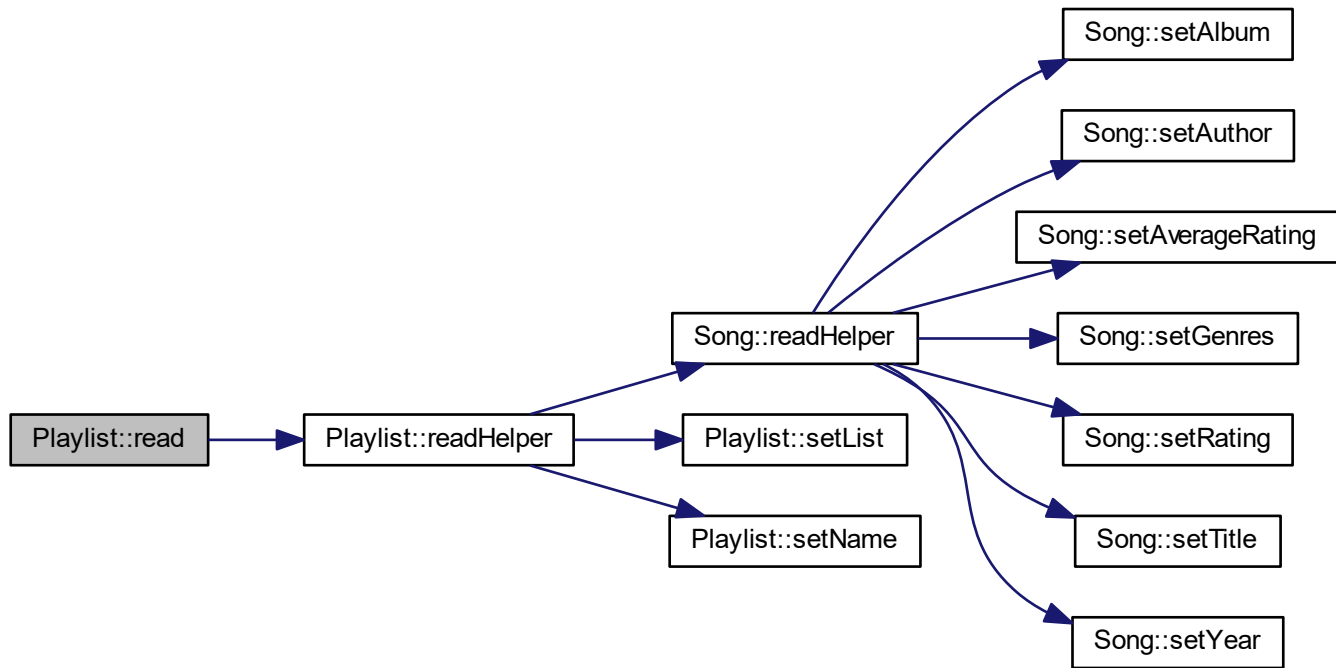 Song::setAlbum
Song::setAuthor
Song::setAverageRating
Song::readHelper
Song::setGenres
Playlist::read
Playlist::readHelper
Playlist::setList
Song::setRating
Playlist::setName
Song::setTitle
Song::setYear